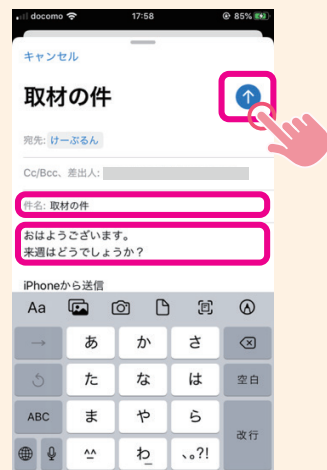 docomo 17:58 85%
キャンセル
取材の件
宛先: けーぶるん
Cc/Bcc、差出人:
件名: 取材の件
おはようございます。
来週はどうでしょうか？
iPhoneから送信
Aa
→ あ か さ
た な は 空白
ABC ま や ら
改行
^^ わ_ 、。?!